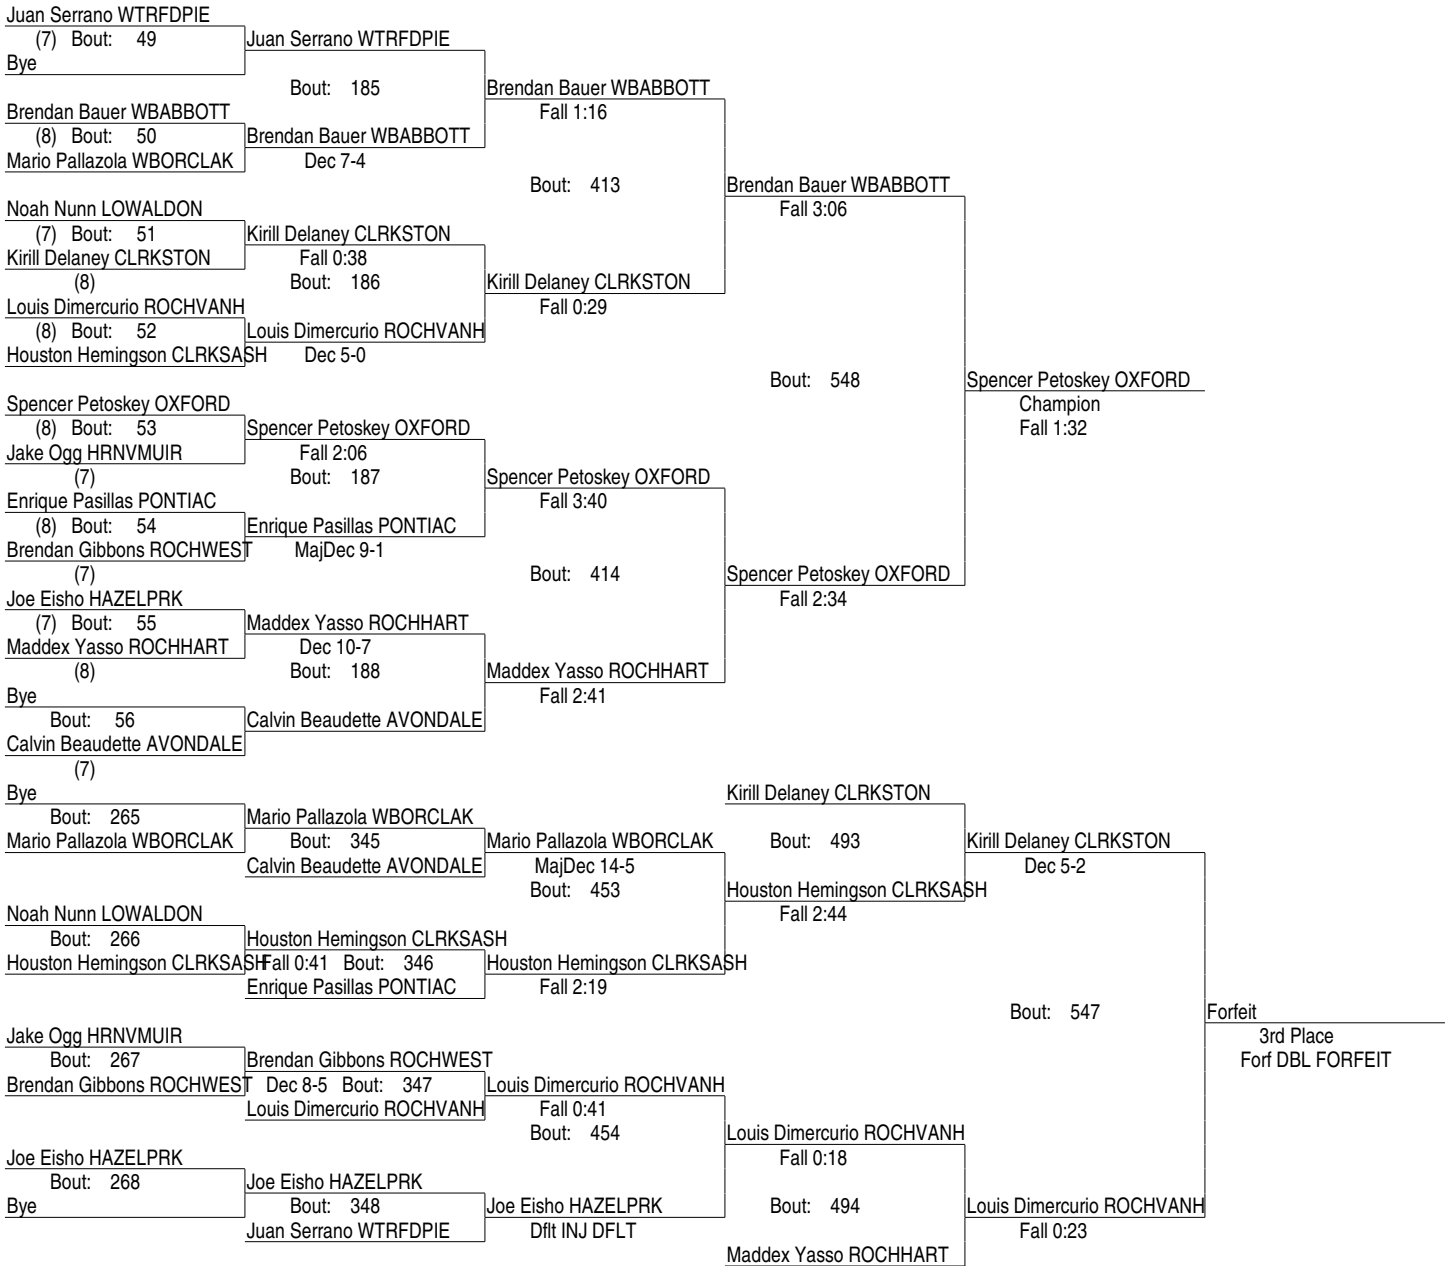 Juan Serrano WTRFDPIE
(7) Bout: 49 Juan Serrano WTRFDPIE
Bye
Bout: 185 Brendan Bauer WBABBOTT
Brendan Bauer WBABBOTT Fall 1:16
(8) Bout: 50 Brendan Bauer WBABBOTT
Mario Pallazola WBORCLAK Dec 7-4
Bout: 413 Brendan Bauer WBABBOTT
Noah Nunn LOWALDON Fall 3:06
(7) Bout: 51 Kirill Delaney CLRKSTON
Kirill Delaney CLRKSTON Fall 0:38
(8) Bout: 186 Kirill Delaney CLRKSTON
Louis Dimercurio ROCHVANH Fall 0:29
(8) Bout: 52 Louis Dimercurio ROCHVANH
Houston Hemingson CLRKSASH Dec 5-0
Bout: 548 Spencer Petoskey OXFORD
Spencer Petoskey OXFORD Champion
(8) Bout: 53 Spencer Petoskey OXFORD Fall 1:32
Jake Ogg HRNVMUIR Fall 2:06
(7) Bout: 187 Spencer Petoskey OXFORD
Enrique Pasillas PONTIAC Fall 3:40
(8) Bout: 54 Enrique Pasillas PONTIAC
Brendan Gibbons ROCHWEST MajDec 9-1
(7) Bout: 414 Spencer Petoskey OXFORD
Joe Eisho HAZELPRK Fall 2:34
(7) Bout: 55 Maddex Yasso ROCHHART
Maddex Yasso ROCHHART Dec 10-7
(8) Bout: 188 Maddex Yasso ROCHHART
Bye Fall 2:41
Bout: 56 Calvin Beaudette AVONDALE
Calvin Beaudette AVONDALE
(7)
Bye Kirill Delaney CLRKSTON
Bout: 265 Mario Pallazola WBORCLAK
Mario Pallazola WBORCLAK Bout: 345 Mario Pallazola WBORCLAK Bout: 493 Kirill Delaney CLRKSTON
Calvin Beaudette AVONDALE MajDec 14-5 Dec 5-2
Bout: 453 Houston Hemingson CLRKSASH
Noah Nunn LOWALDON Fall 2:44
Bout: 266 Houston Hemingson CLRKSASH
Houston Hemingson CLRKSASH Fall 0:41 Bout: 346 Houston Hemingson CLRKSASH
Enrique Pasillas PONTIAC Fall 2:19
Bout: 547 Forfeit
Jake Ogg HRNVMUIR 3rd Place
Bout: 267 Brendan Gibbons ROCHWEST Forf DBL FORFEIT
Brendan Gibbons ROCHWEST Dec 8-5 Bout: 347 Louis Dimercurio ROCHVANH
Louis Dimercurio ROCHVANH Fall 0:41
Bout: 454 Louis Dimercurio ROCHVANH
Joe Eisho HAZELPRK Fall 0:18
Bout: 268 Joe Eisho HAZELPRK
Bye Bout: 348 Joe Eisho HAZELPRK Bout: 494 Louis Dimercurio ROCHVANH
Juan Serrano WTRFDPIE Dflt INJ DFLT Fall 0:23
Maddex Yasso ROCHHART